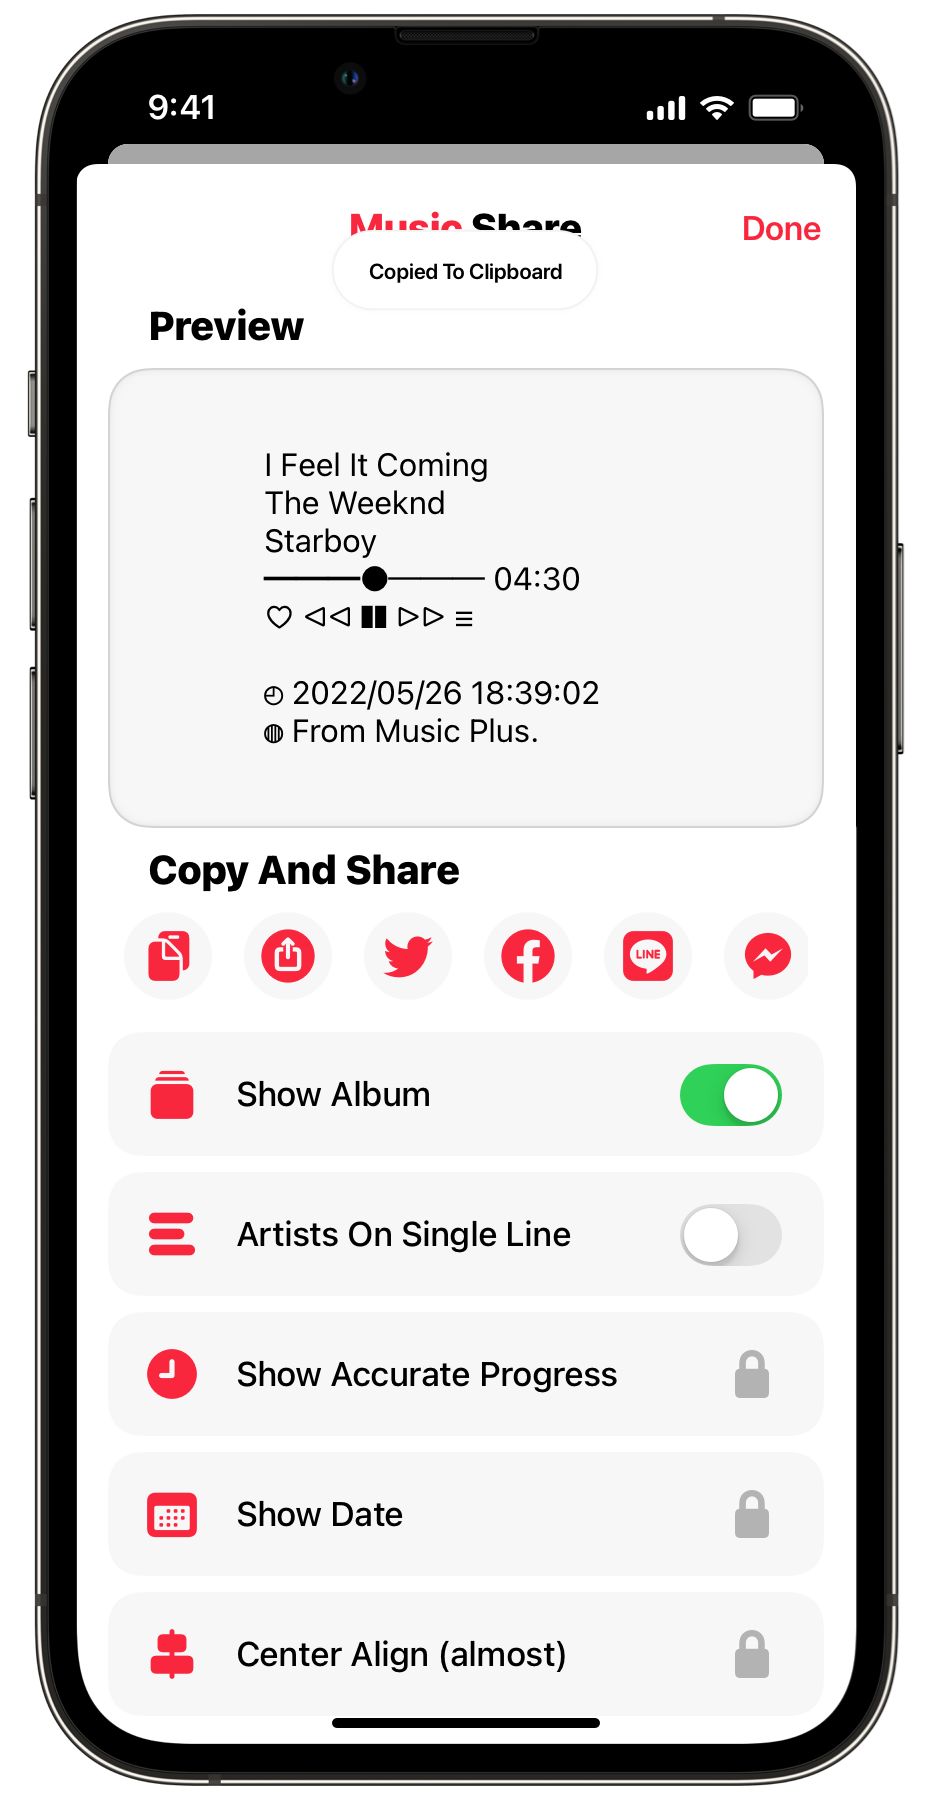 9:41
Music Share
Done
Copied To Clipboard
Preview
I Feel It Coming
The Weeknd
Starboy
04:30
2022/05/26 18:39:02
From Music Plus.
Copy And Share
LINE
Show Album
Artists On Single Line
Show Accurate Progress
Show Date
Center Align (almost)